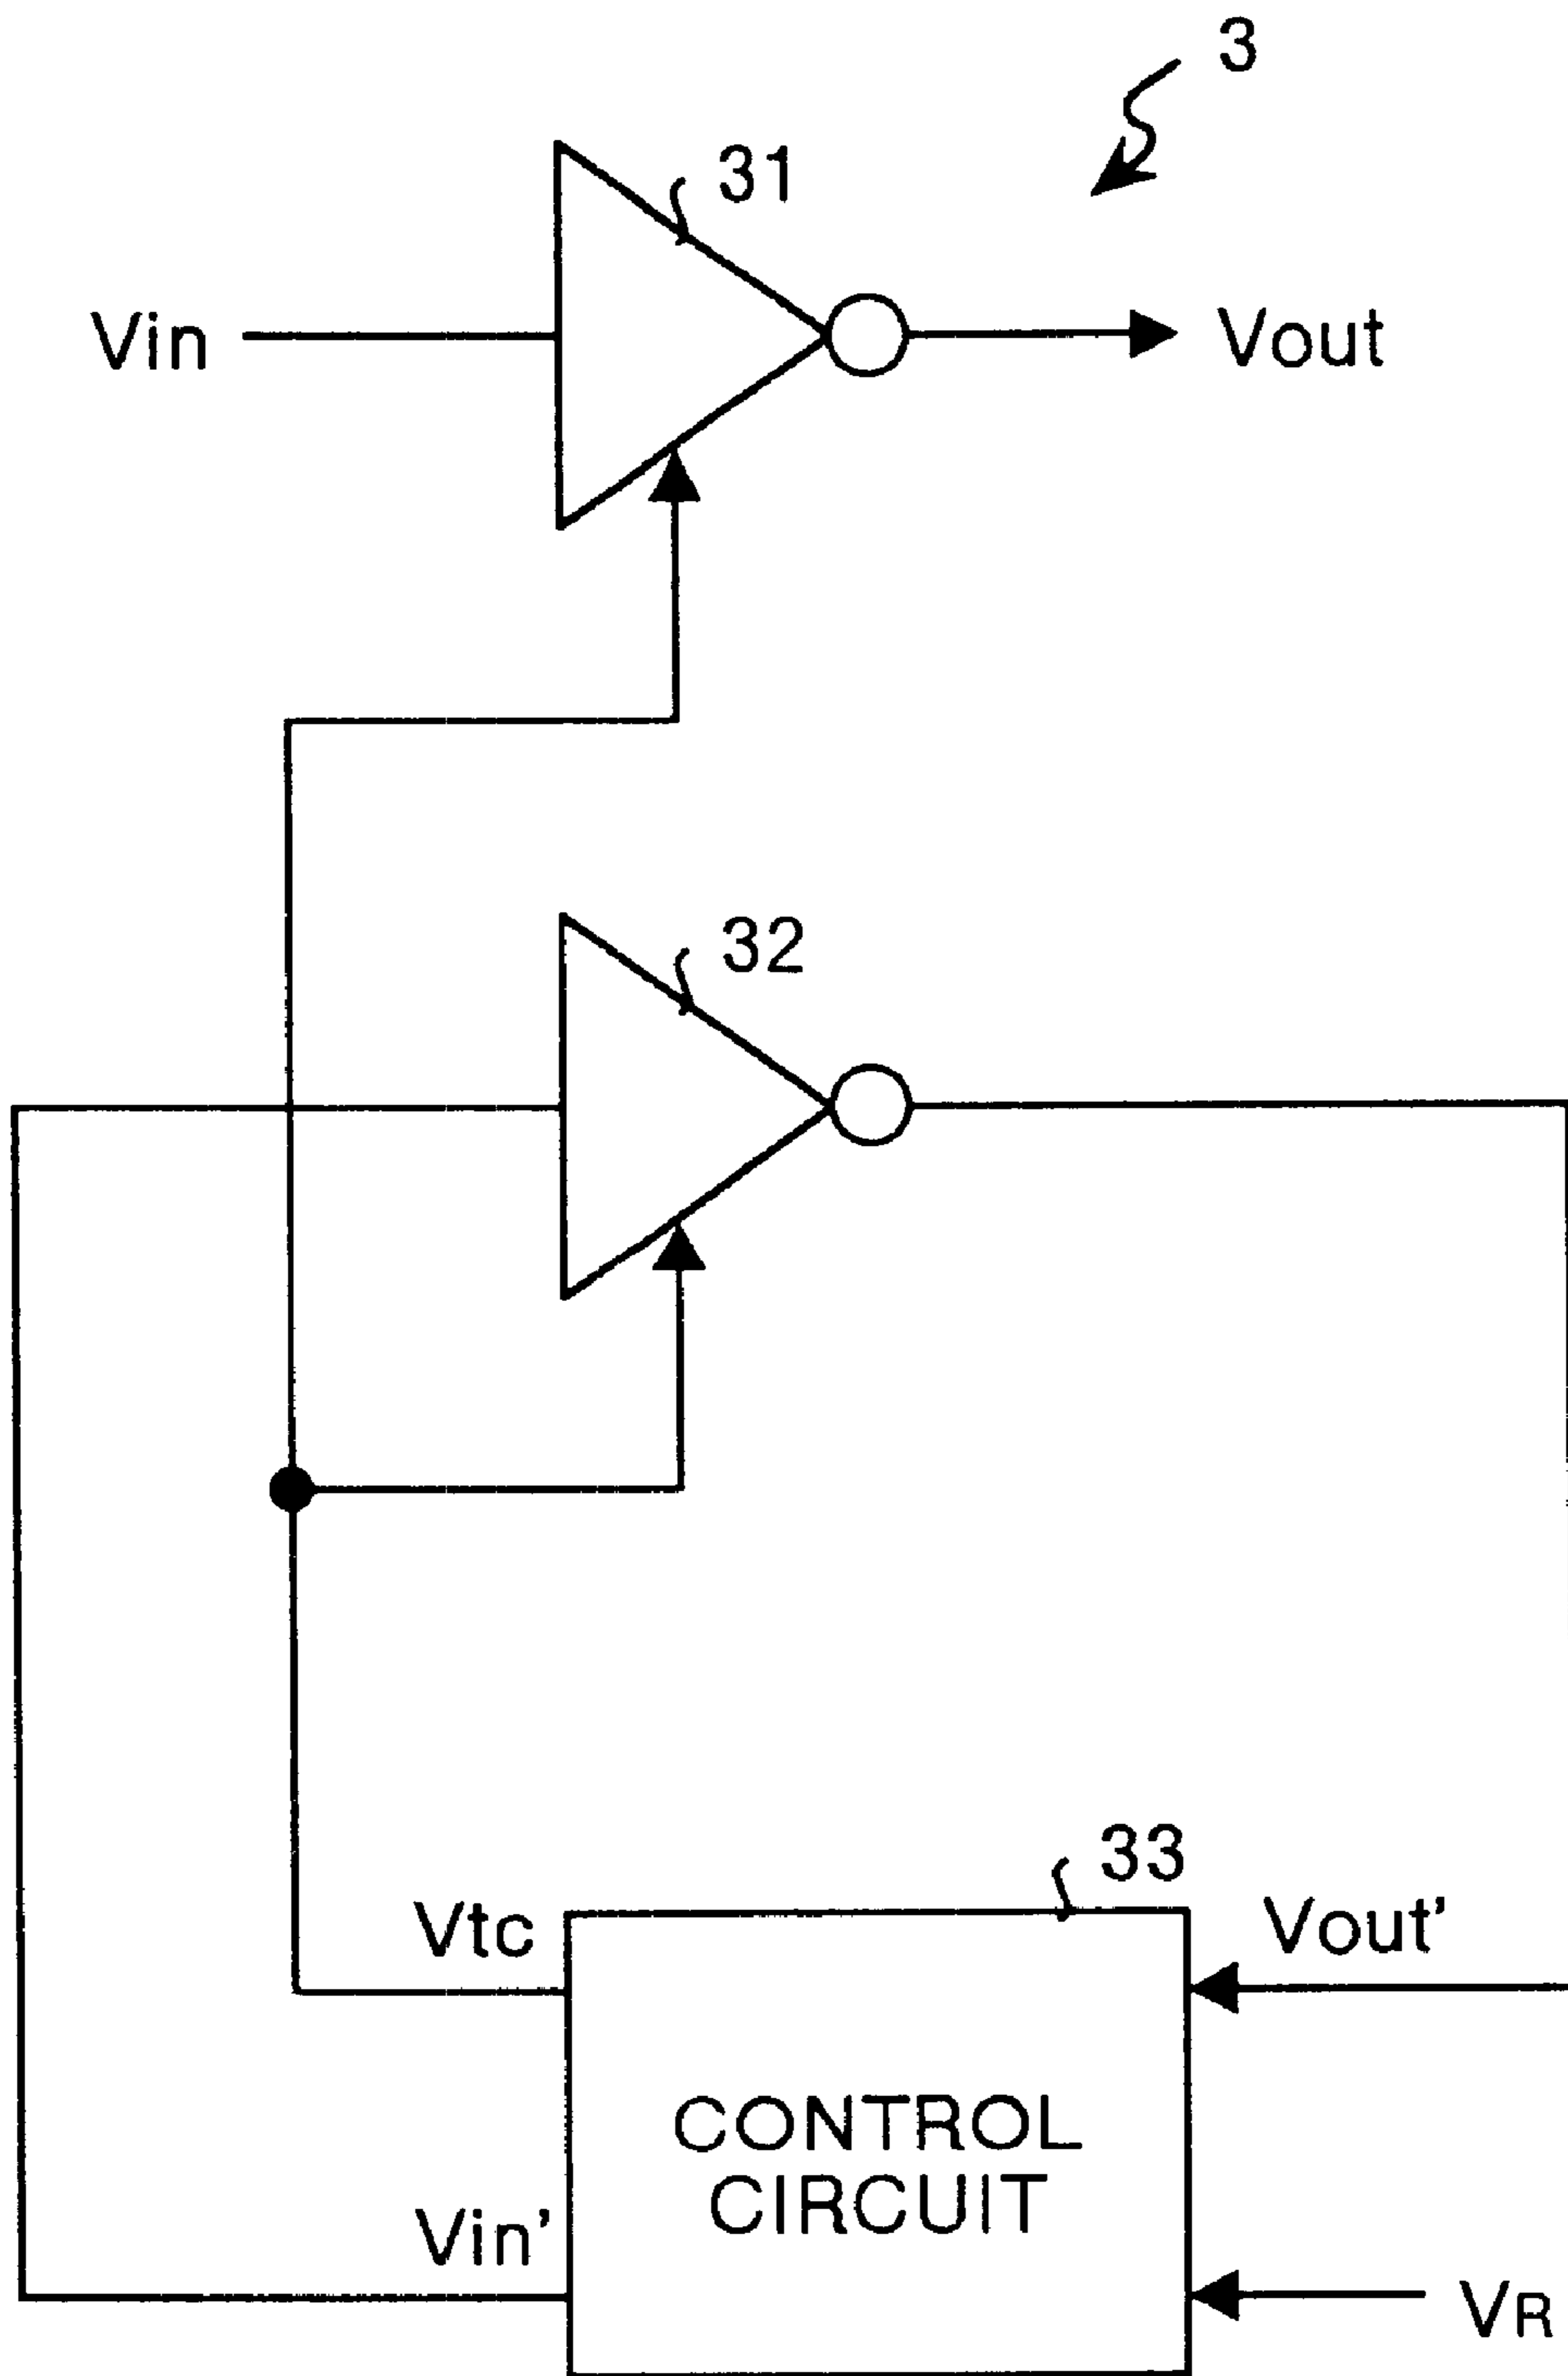 3
31
Vin
Vout
32
33
Vtc
Vout'
CONTROL
CIRCUIT
Vin'
VR